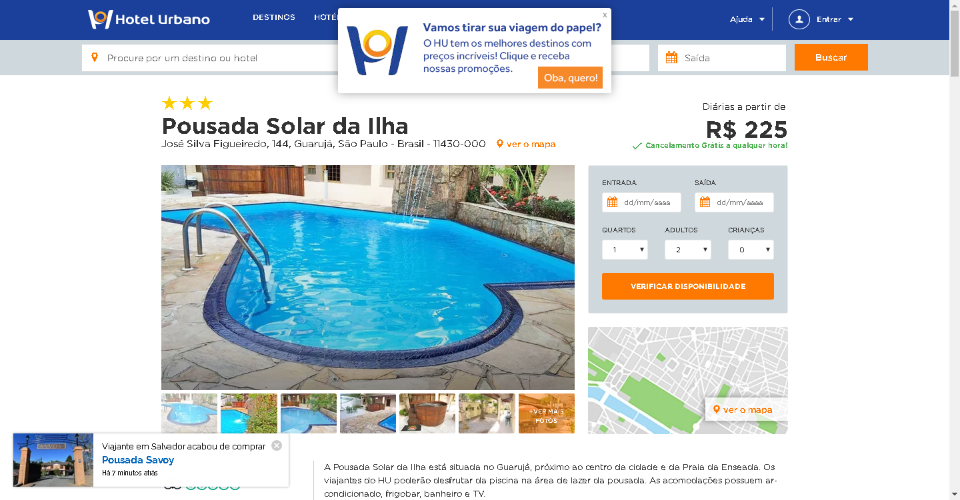 Hotel Urbano
DESTINOS
Ajuda
Entrar
Vamos tirar sua viagem do papel?
x
O HU tem os melhores destinos com
preços incríveis! Clique e receba
nossas promoções.
Oba, quero!
Procure por um destino ou hotel
Saída
Buscar
Pousada Solar da Ilha
José Silva Figueiredo, 144, Guarujá, São Paulo - Brasil - 11430-000
ver o mapa
Diárias a partir de
R$ 225
Cancelamento Grátis a qualquer hora!
ENTRADA
SAÍDA
dd/mm/aaaa
dd/mm/aaaa
QUARTOS
ADULTOS
CRIANÇAS
1
2
0
VERIFICAR DISPONIBILIDADE
ver o mapa
+VER MAIS
FOTOS
Viajante em Salvador acabou de comprar
Pousada Savoy
Há 7 minutos atrás
A Pousada Solar da Ilha está situada no Guarujá, próximo ao centro da cidade e da Praia da Enseada. Os
viajantes do HU poderão desfrutar da piscina na área de lazer da pousada. As acomodações possuem ar-
condicionado, frigobar, banheiro e TV.